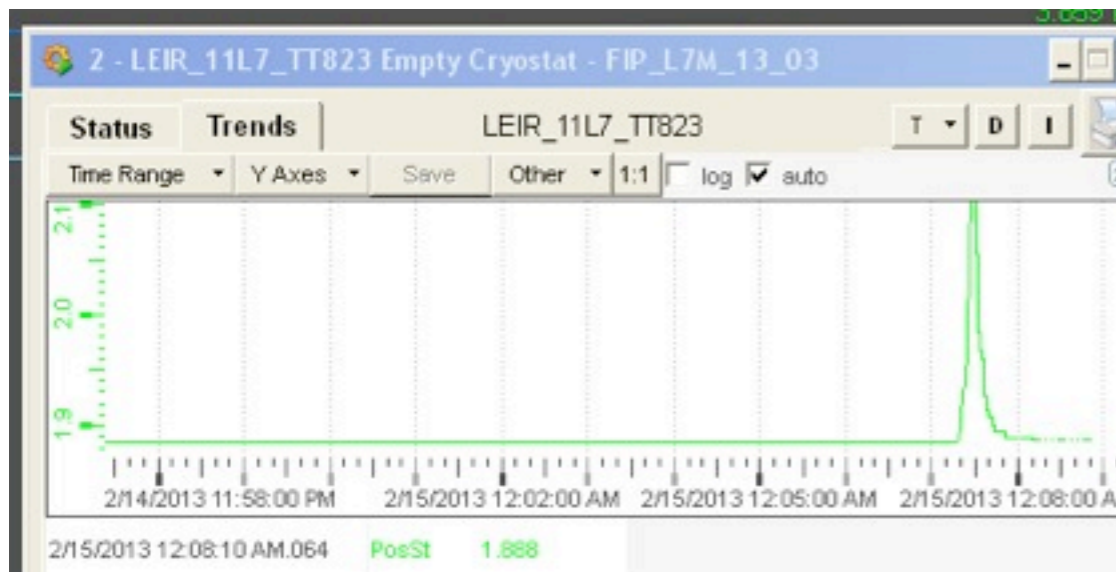 3.859
2 - LEIR_11L7_TT823 Empty Cryostat - FIP_L7M_13_03
Status Trends LEIR_11L7_TT823 T D I
Time Range Y Axes Save Other 1:1 log auto
2.1
2.0
1.9
2/14/2013 11:58:00 PM 2/15/2013 12:02:00 AM 2/15/2013 12:05:00 AM 2/15/2013 12:08:00 A
2/15/2013 12:08:10 AM.064 PosSt 1.888